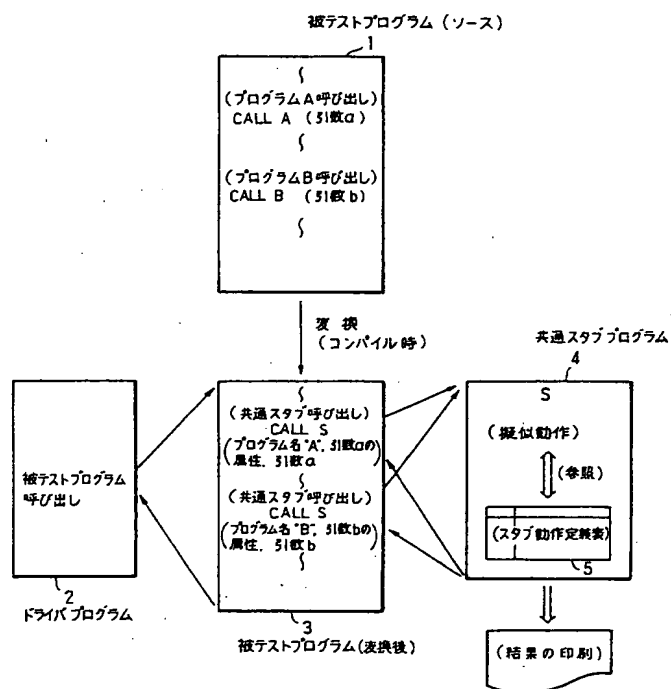 被テストプログラム (ソース)
1
(プログラムA呼び出し)
CALL A (引数a)
(プログラムB呼び出し)
CALL B (引数b)
変換
(コンパイル時)
共通スタブプログラム
4
S
(擬似動作)
(参照)
(スタブ動作定義表)
5
(共通スタブ呼び出し)
CALL S
(プログラム名"A", 引数aの
属性, 引数a)
(共通スタブ呼び出し)
CALL S
(プログラム名"B", 引数bの
属性, 引数b)
被テストプログラム
呼び出し
2
ドライバプログラム
3
被テストプログラム(変換後)
(結果の印刷)